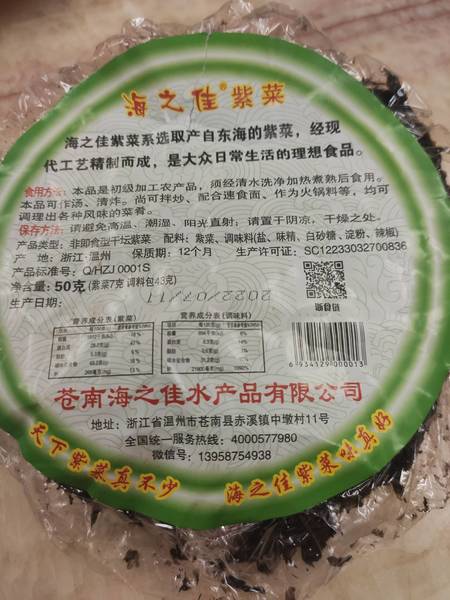 海之佳®紫菜
海之佳紫菜系选取产自东海的紫菜，经现
代工艺精制而成，是大众日常生活的理想食品。
食用方法：本品是初级加工农产品，须经清水洗净加热煮熟后食用。
本品可作汤、清炸。尚可拌炒、配合速食面、作为火锅料等，均可
调理出各种风味的菜肴。
保存方法：请避免高温、潮湿、阳光直射；请置干阴凉，干燥之处。
产品类型：非即食型干坛紫菜 配料：紫菜、调味料(盐、味精、白砂糖、淀粉、辣椒)
产 地：浙江·温州 保质期：12个月 生产许可证：SC12233032700836
产品标准号：Q/HZJ 0001S
净含量：50克(紫菜7克 调料包43克)
生产日期：
2022/07/11
营养成分表(紫菜) 营养成分表(调味料)
6 934129 000013
苍南海之佳水产品有限公司
地址：浙江省温州市苍南县赤溪镇中墩村11号
全国统一服务热线：4000577980
微信号：13958754938
天下紫菜真不少 海之佳紫菜味真好